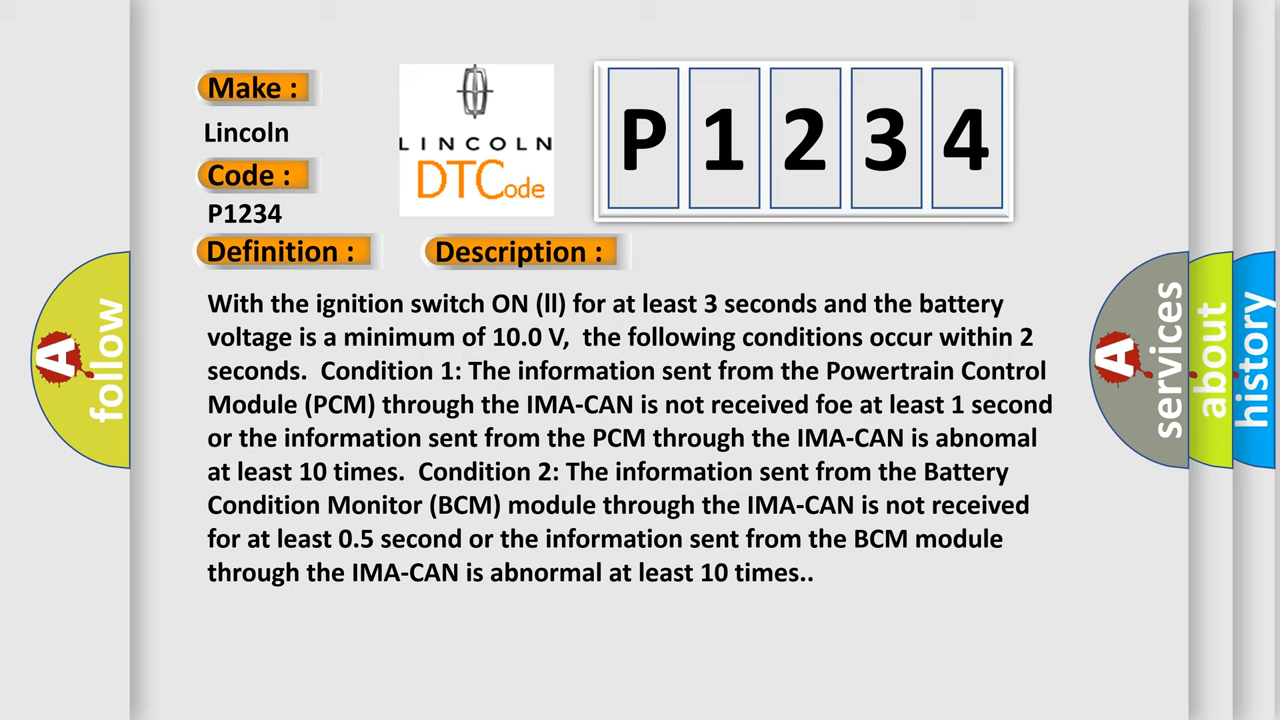 Make :
Lincoln
Code :
P1234
Definition :
Description :
LINCOLN
DTCode
P 1 2 3 4
With the ignition switch ON (ll) for at least 3 seconds and the battery
voltage is a minimum of 10.0 V,  the following conditions occur within 2
seconds.  Condition 1: The information sent from the Powertrain Control
Module (PCM) through the IMA-CAN is not received foe at least 1 second
or the information sent from the PCM through the IMA-CAN is abnomal
at least 10 times.  Condition 2: The information sent from the Battery
Condition Monitor (BCM) module through the IMA-CAN is not received
for at least 0.5 second or the information sent from the BCM module
through the IMA-CAN is abnormal at least 10 times..
A
follow
A
services
about
history